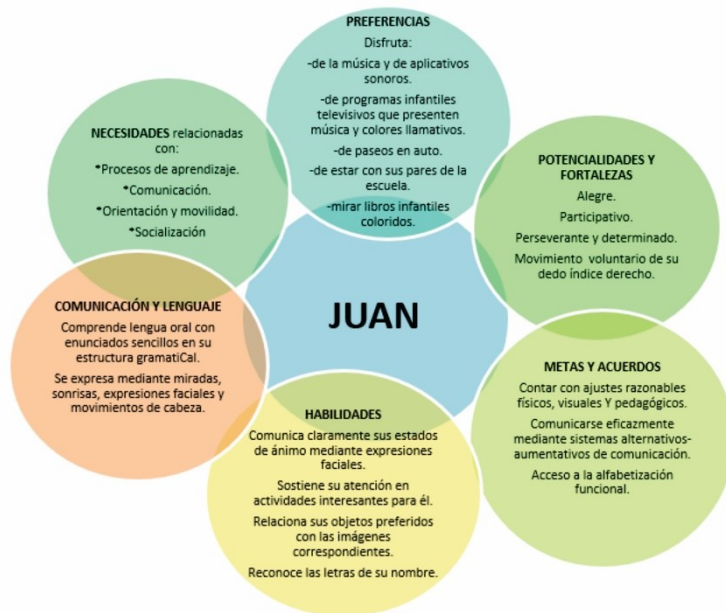 PREFERENCIAS
Disfruta:
-de la música y de aplicativos
sonoros.
-de programas infantiles
televisivos que presenten
música y colores llamativos.
-de paseos en auto.
-de estar con sus pares de la
escuela.
-mirar libros infantiles
coloridos.
NECESIDADES relacionadas
con:
*Procesos de aprendizaje.
*Comunicación.
*Orientación y movilidad.
*Socialización
POTENCIALIDADES Y
FORTALEZAS
Alegre.
Participativo.
Perseverante y determinado.
Movimiento voluntario de su
dedo índice derecho.
JUAN
COMUNICACIÓN Y LENGUAJE
Comprende lengua oral con
enunciados sencillos en su
estructura gramatiCal.
Se expresa mediante miradas,
sonrisas, expresiones faciales y
movimientos de cabeza.
METAS Y ACUERDOS
Contar con ajustes razonables
físicos, visuales Y pedagógicos.
Comunicarse eficazmente
mediante sistemas alternativos-
aumentativos de comunicación.
Acceso a la alfabetización
funcional.
HABILIDADES
Comunica claramente sus estados
de ánimo mediante expresiones
faciales.
Sostiene su atención en
actividades interesantes para él.
Relaciona sus objetos preferidos
con las imágenes
correspondientes.
Reconoce las letras de su nombre.